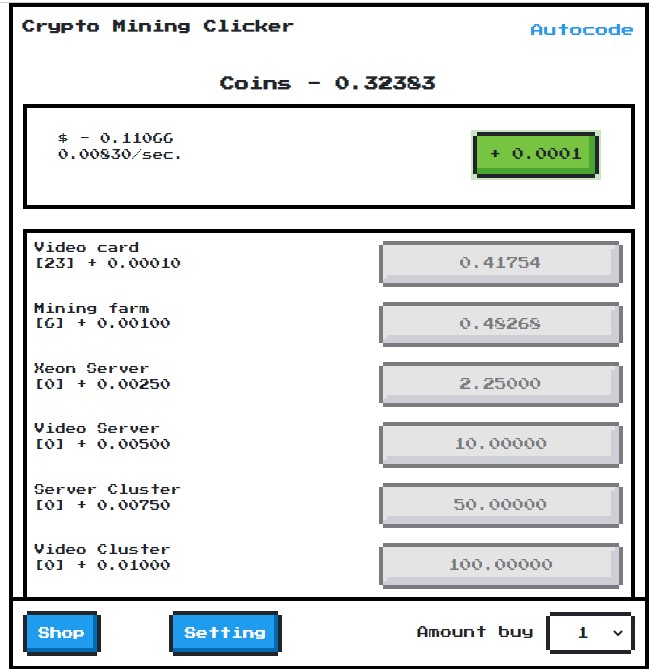 Crypto Mining Clicker
Autocode
Coins - 0.32383
$ - 0.11066
0.00830/sec.
+ 0.0001
Video card
[23] + 0.00010
0.41754
Mining farm
[6] + 0.00100
0.48268
Xeon Server
[0] + 0.00250
2.25000
Video Server
[0] + 0.00500
10.00000
Server Cluster
[0] + 0.00750
50.00000
Video Cluster
[0] + 0.01000
100.00000
Shop
Setting
Amount buy
1